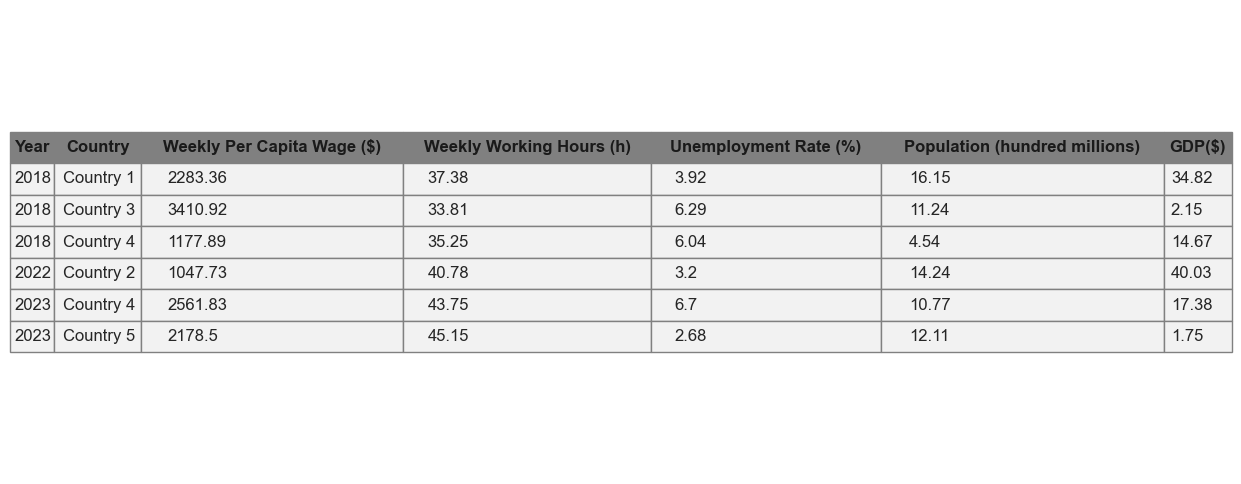 Year Country Weekly Per Capita Wage ($) Weekly Working Hours (h) Unemployment Rate (%) Population (hundred millions) GDP($)
2018 Country 1 2283.36 37.38 3.92 16.15 34.82
2018 Country 3 3410.92 33.81 6.29 11.24 2.15
2018 Country 4 1177.89 35.25 6.04 4.54 14.67
2022 Country 2 1047.73 40.78 3.2 14.24 40.03
2023 Country 4 2561.83 43.75 6.7 10.77 17.38
2023 Country 5 2178.5 45.15 2.68 12.11 1.75